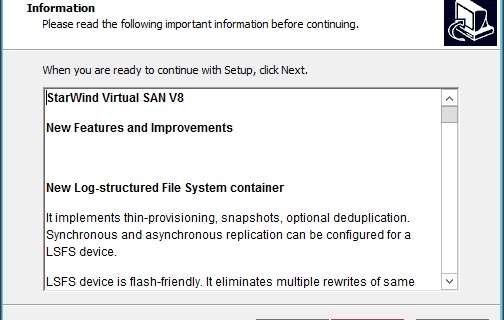 Information
Please read the following important information before continuing.
When you are ready to continue with Setup, click Next.
StarWind Virtual SAN V8
New Features and Improvements
New Log-structured File System container
It implements thin-provisioning, snapshots, optional deduplication.
Synchronous and asynchronous replication can be configured for a
LSFS device.
LSFS device is flash-friendly. It eliminates multiple rewrites of same